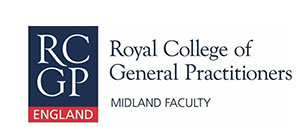 RC
GP
ENGLAND
Royal College of
General Practitioners
MIDLAND FACULTY